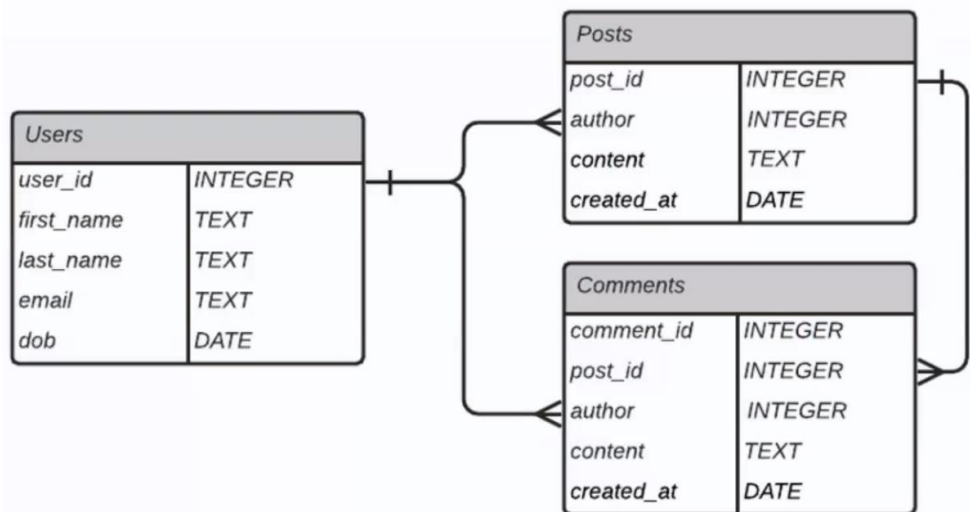 Users
user_id INTEGER
first_name TEXT
last_name TEXT
email TEXT
dob DATE
Posts
post_id INTEGER
author INTEGER
content TEXT
created_at DATE
Comments
comment_id INTEGER
post_id INTEGER
author INTEGER
content TEXT
created_at DATE